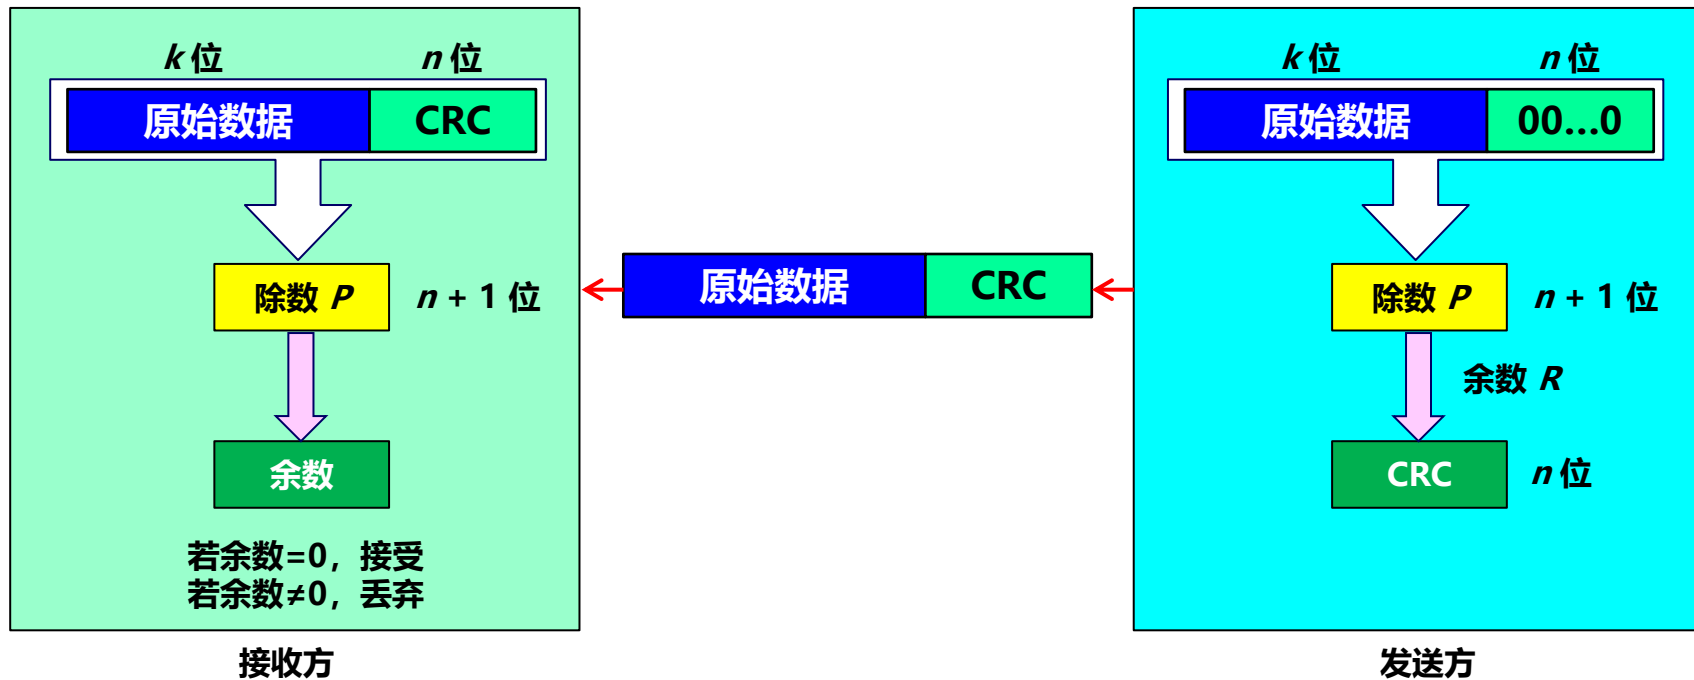 k 位 n 位
原始数据 CRC
除数 P n + 1 位
余数
若余数=0，接受
若余数≠0，丢弃
接收方
原始数据 CRC
k 位 n 位
原始数据 00...0
除数 P n + 1 位
余数 R
CRC n 位
发送方